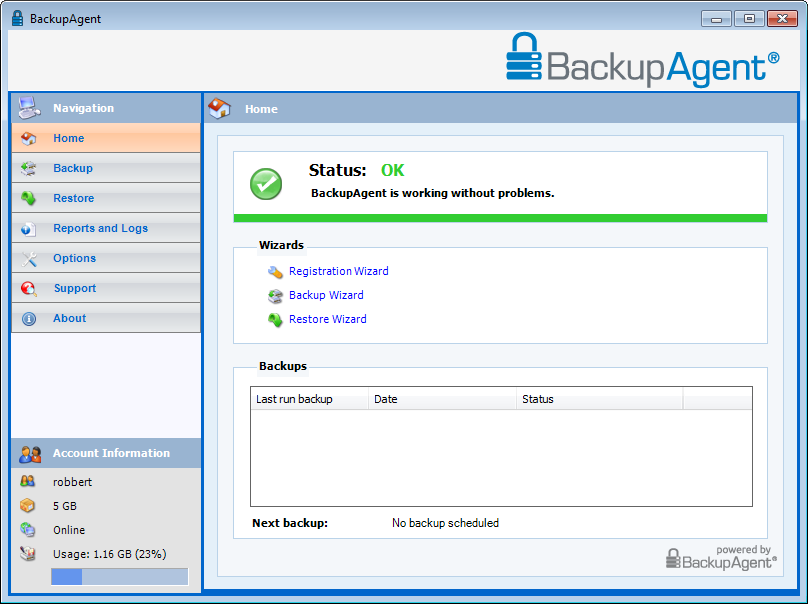 BackupAgent
BackupAgent®
Navigation
Home
Backup
Restore
Reports and Logs
Options
Support
About
Account Information
robbert
5 GB
Online
Usage: 1.16 GB (23%)
Home
Status: OK
BackupAgent is working without problems.
Wizards
Registration Wizard
Backup Wizard
Restore Wizard
Backups
Last run backup Date Status
Next backup: No backup scheduled
powered by
BackupAgent®